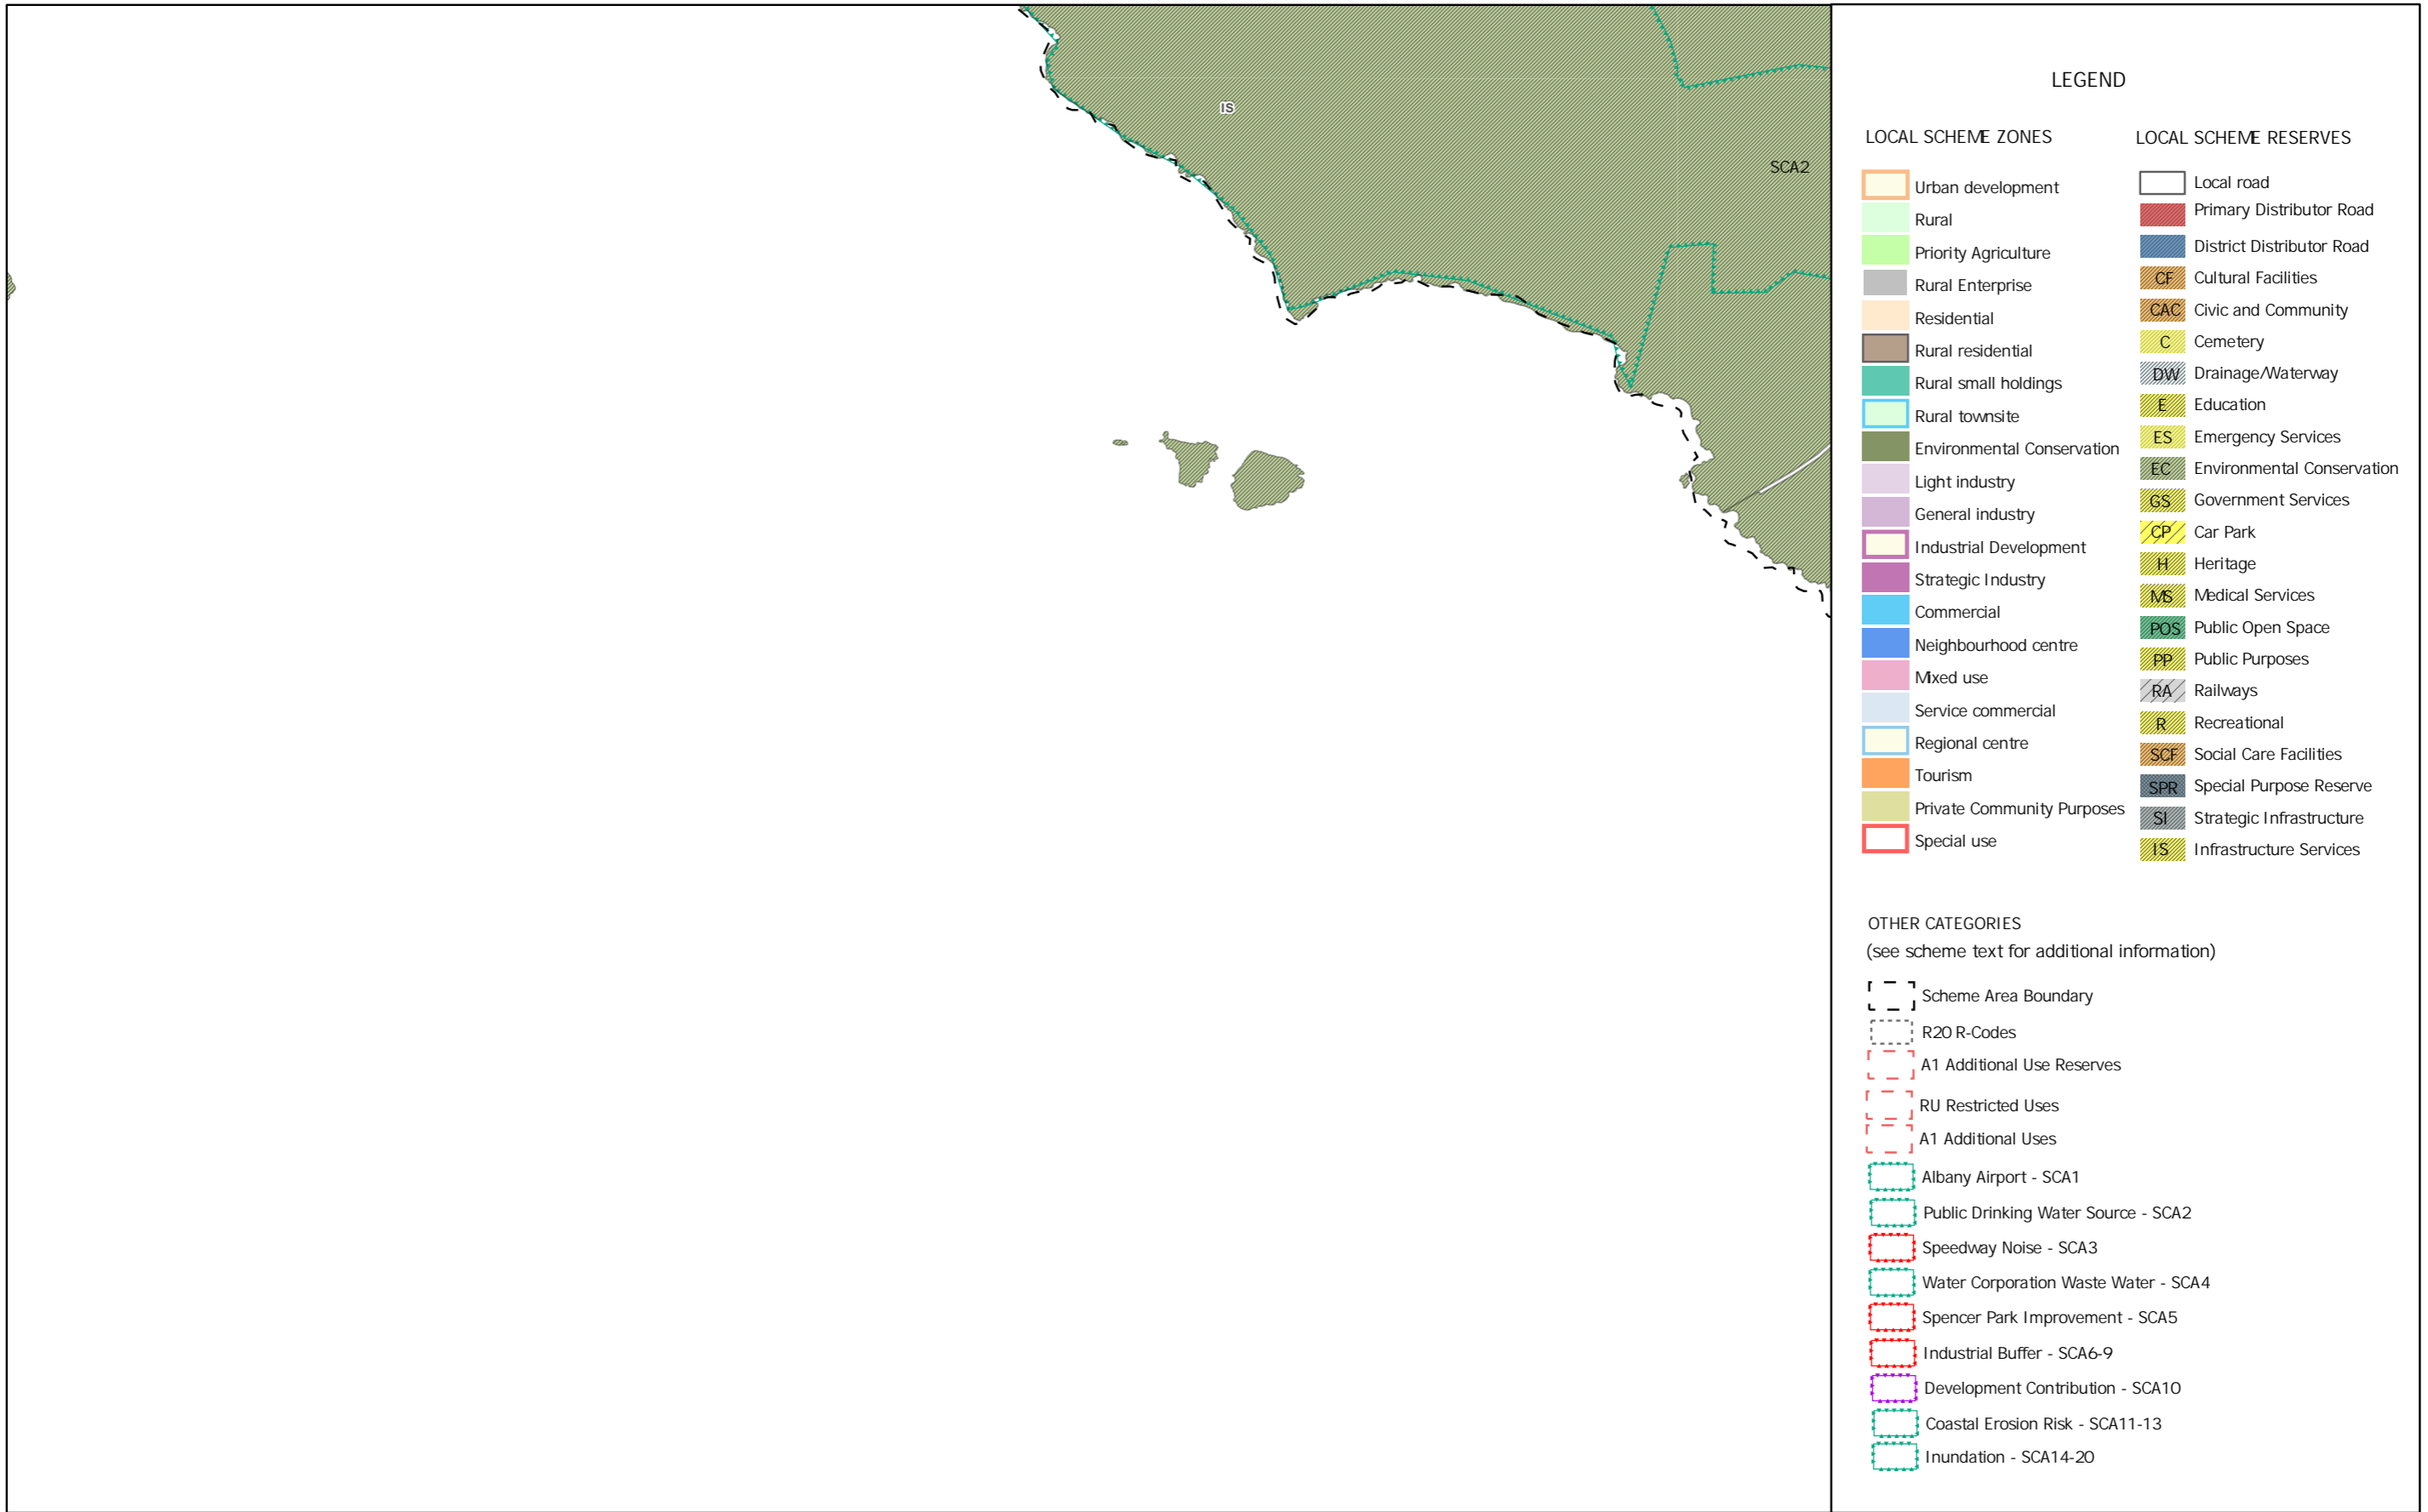 IS
SCA2
LEGEND
LOCAL SCHEME ZONES
Urban development
Rural
Priority Agriculture
Rural Enterprise
Residential
Rural residential
Rural small holdings
Rural townsite
Environmental Conservation
Light industry
General industry
Industrial Development
Strategic Industry
Commercial
Neighbourhood centre
Mixed use
Service commercial
Regional centre
Tourism
Private Community Purposes
Special use
LOCAL SCHEME RESERVES
Local road
Primary Distributor Road
District Distributor Road
CF Cultural Facilities
CAC Civic and Community
C Cemetery
DW Drainage/Waterway
E Education
ES Emergency Services
EC Environmental Conservation
GS Government Services
CP Car Park
H Heritage
MS Medical Services
POS Public Open Space
PP Public Purposes
RA Railways
R Recreational
SCF Social Care Facilities
SPR Special Purpose Reserve
SI Strategic Infrastructure
IS Infrastructure Services
OTHER CATEGORIES
(see scheme text for additional information)
Scheme Area Boundary
R20 R-Codes
A1 Additional Use Reserves
RU Restricted Uses
A1 Additional Uses
Albany Airport - SCA1
Public Drinking Water Source - SCA2
Speedway Noise - SCA3
Water Corporation Waste Water - SCA4
Spencer Park Improvement - SCA5
Industrial Buffer - SCA6-9
Development Contribution - SCA10
Coastal Erosion Risk - SCA11-13
Inundation - SCA14-20